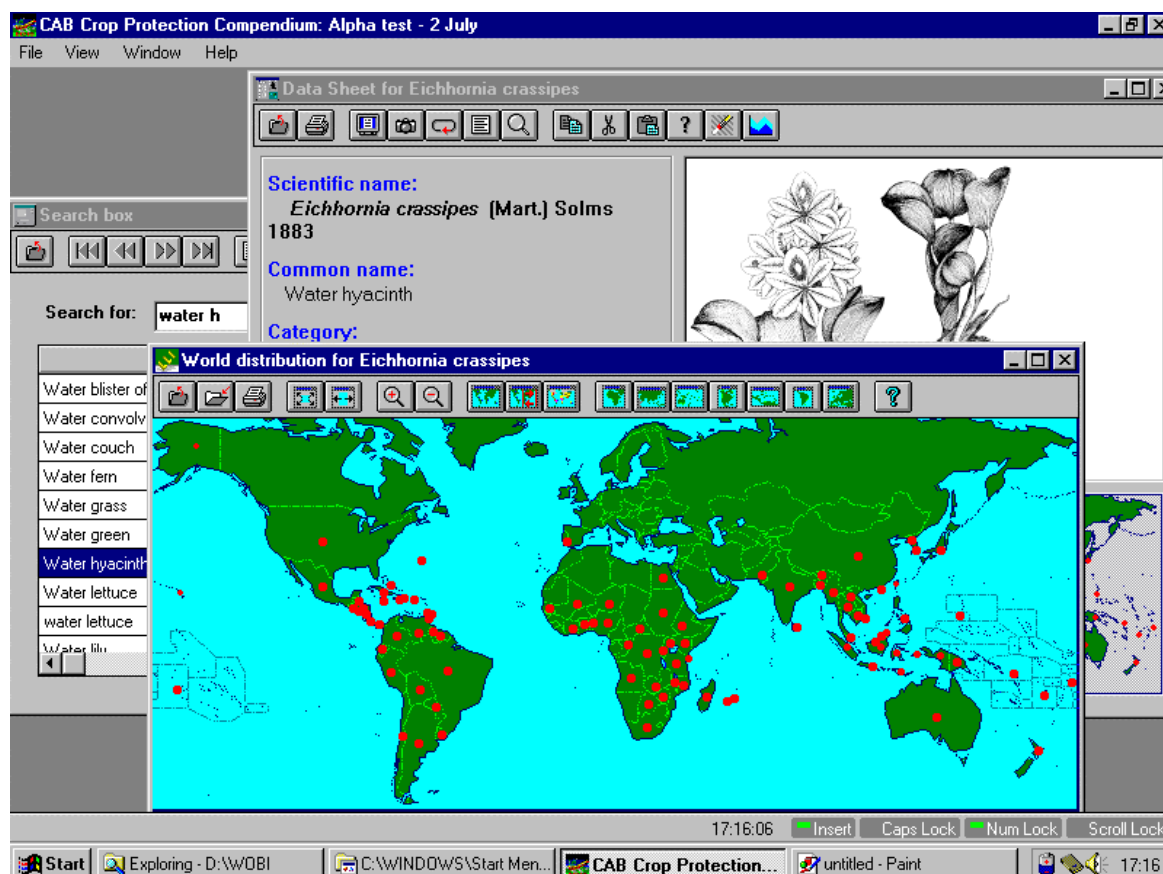 CAB Crop Protection Compendium: Alpha test - 2 July
File View Window Help
Data Sheet for Eichhornia crassipes
Scientific name:
Eichhornia crassipes (Mart.) Solms
1883
Common name:
Water hyacinth
Category:
Search box
Search for: water h
Water blister of
Water convolv
Water couch
Water fern
Water grass
Water green
Water hyacinth
Water lettuce
water lettuce
Water lily
World distribution for Eichhornia crassipes
17:16:06 Insert Caps Lock Num Lock Scroll Lock
Start Exploring - D:\WOBI C:\WINDOWS\Start Men... CAB Crop Protection... untitled - Paint 17:16